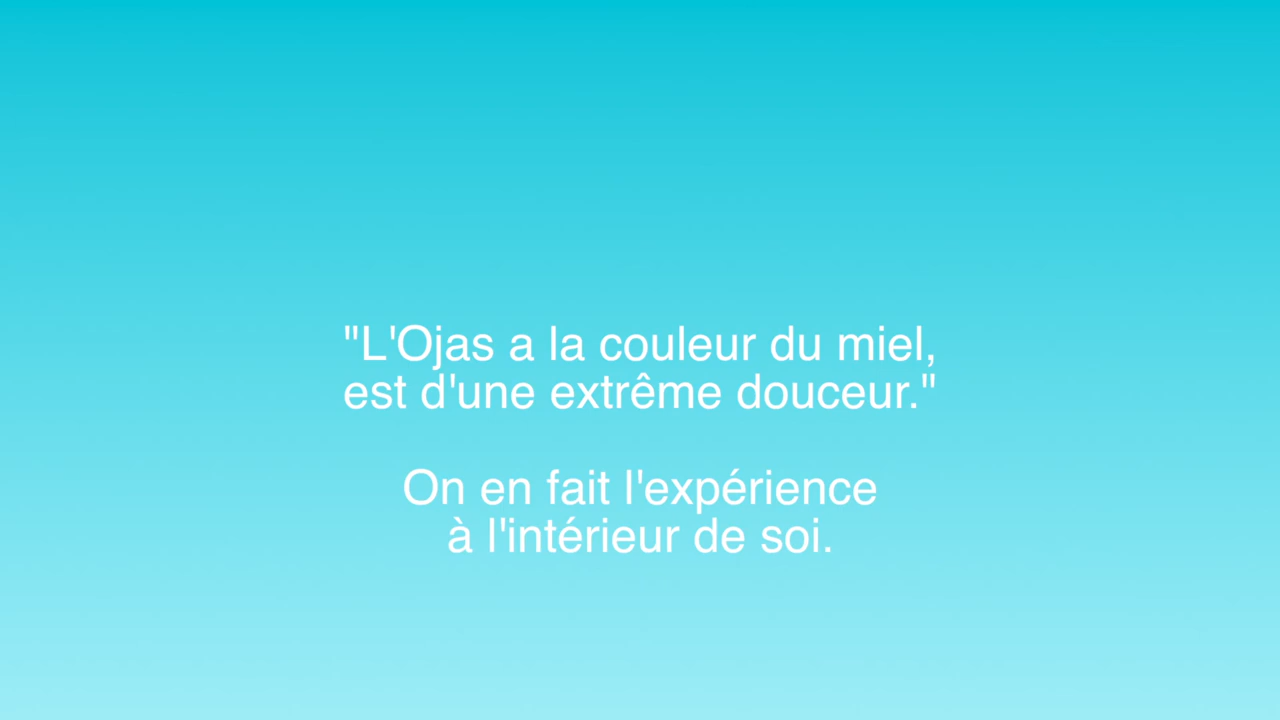 "L'Ojas a la couleur du miel,
est d'une extrême douceur."
On en fait l'expérience
à l'intérieur de soi.